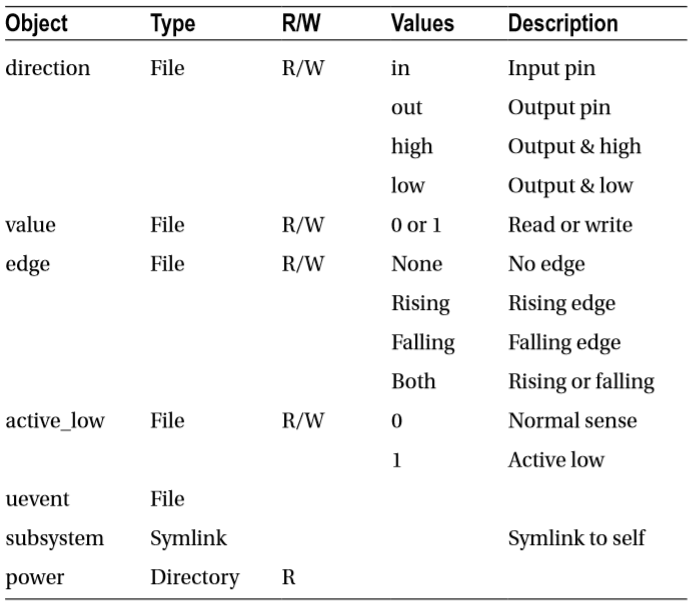 Object Type R/W Values Description
direction File R/W in Input pin
out Output pin
high Output & high
low Output & low
value File R/W 0 or 1 Read or write
edge File R/W None No edge
Rising Rising edge
Falling Falling edge
Both Rising or falling
active_low File R/W 0 Normal sense
1 Active low
uevent File
subsystem Symlink Symlink to self
power Directory R